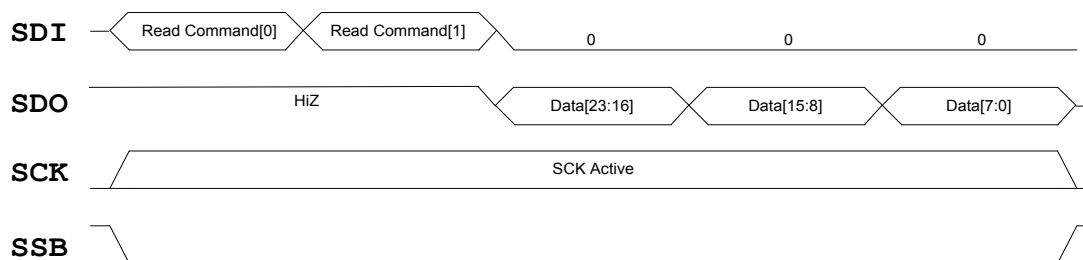 SDI Read Command[0] Read Command[1] 0 0 0
SDO HiZ Data[23:16] Data[15:8] Data[7:0]
SCK SCK Active
SSB